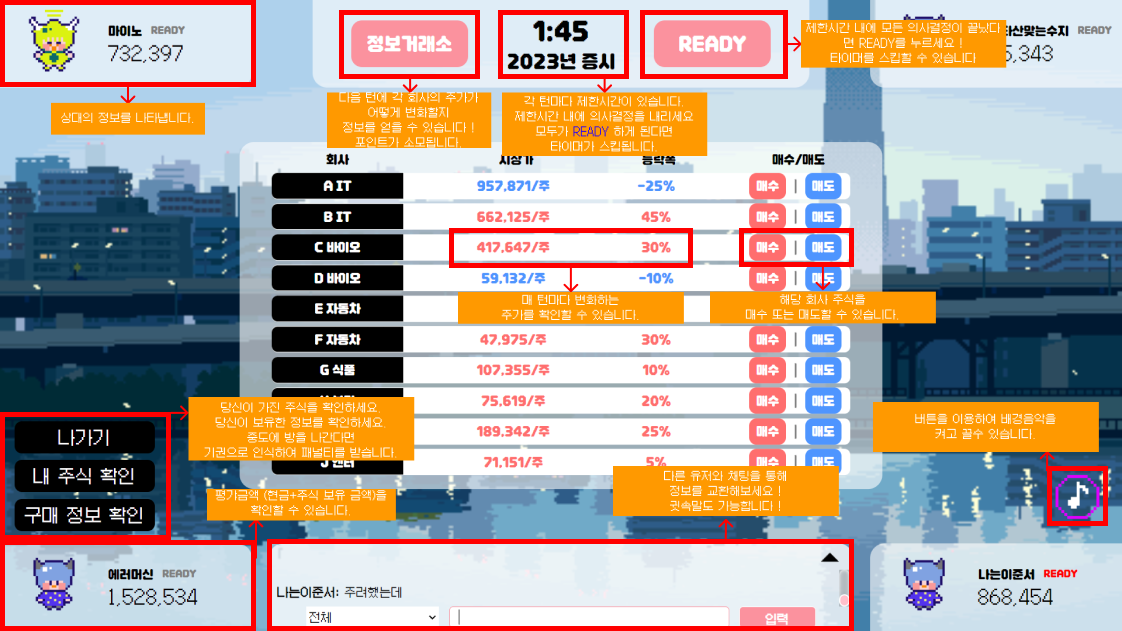 마이노 READY
732,397
정보거래소
1:45
2023년 증시
READY
제한시간 내에 모든 의사결정이 끝났다
면 READY를 누르세요 !
타이머를 스킵할 수 있습니다
산맞는수지 READY
5,343
상대의 정보를 나타냅니다.
다음 턴에 각 회사의 주기가
어떻게 변화할지
정보를 얻을 수 있습니다 !
포인트가 소모됩니다.
각 턴마다 제한시간이 있습니다.
제한시간 내에 의사결정을 내리세요
모두가 READY 하게 된다면
타이머가 스킵됩니다.
회사 시장가 등락폭 매수/매도
A IT 957,871/주 -25% 매수 | 매도
B IT 662,125/주 45% 매수 | 매도
C 바이오 417,647/주 30% 매수 | 매도
D 바이오 59,132/주 -10% 매수 | 매도
E 자동차
매 턴마다 변화하는
주가를 확인할 수 있습니다.
해당 회사 주식을
매수 또는 매도할 수 있습니다.
F 자동차 47,975/주 30% 매수 | 매도
G 식품 107,355/주 10% 매수 | 매도
75,619/주 20% 매수 | 매도
189,342/주 25% 매수 | 매도
J 엔터 71,151/주 5% 매수 | 매도
당신이 가진 주식를 확인하세요.
당신이 보유한 정보를 확인하세요.
중도에 방을 나간다면
기권으로 인식하여 패널티를 받습니다.
나가기
내 주식 확인
구매 정보 확인
평가금액 (현금+주식 보유 금액)을
확인할 수 있습니다.
다른 유저와 채팅을 통해
정보를 교환해보세요 !
귓속말도 가능합니다 !
버튼을 이용하여 배경음악을
켜고 끌수 있습니다.
에러머신 READY
1,528,534
나는이준서: 주려했는데
전체
입력
나는이준서 READY
868,454